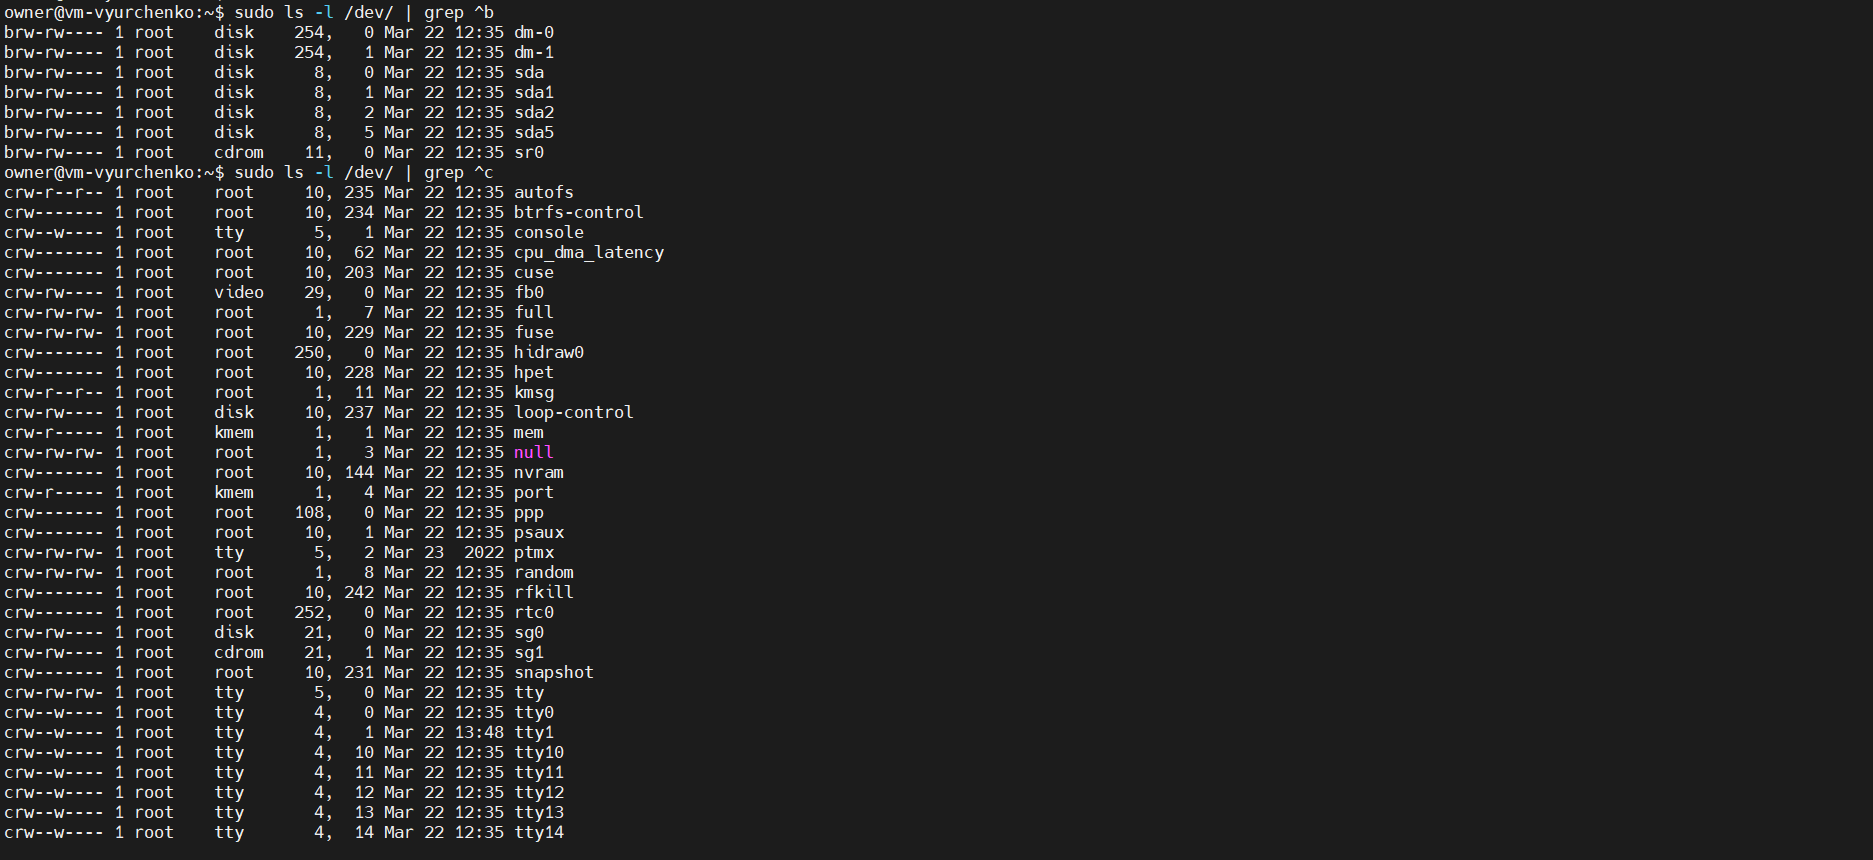 owner@vm-vyurchenko:~$ sudo ls -l /dev/ | grep ^b
brw-rw---- 1 root    disk    254,   0 Mar 22 12:35 dm-0
brw-rw---- 1 root    disk    254,   1 Mar 22 12:35 dm-1
brw-rw---- 1 root    disk      8,   0 Mar 22 12:35 sda
brw-rw---- 1 root    disk      8,   1 Mar 22 12:35 sda1
brw-rw---- 1 root    disk      8,   2 Mar 22 12:35 sda2
brw-rw---- 1 root    disk      8,   5 Mar 22 12:35 sda5
brw-rw---- 1 root    cdrom    11,   0 Mar 22 12:35 sr0
owner@vm-vyurchenko:~$ sudo ls -l /dev/ | grep ^c
crw-r--r-- 1 root    root     10, 235 Mar 22 12:35 autofs
crw------- 1 root    root     10, 234 Mar 22 12:35 btrfs-control
crw--w---- 1 root    tty       5,   1 Mar 22 12:35 console
crw------- 1 root    root     10,  62 Mar 22 12:35 cpu_dma_latency
crw------- 1 root    root     10, 203 Mar 22 12:35 cuse
crw-rw---- 1 root    video    29,   0 Mar 22 12:35 fb0
crw-rw-rw- 1 root    root      1,   7 Mar 22 12:35 full
crw-rw-rw- 1 root    root     10, 229 Mar 22 12:35 fuse
crw------- 1 root    root    250,   0 Mar 22 12:35 hidraw0
crw------- 1 root    root     10, 228 Mar 22 12:35 hpet
crw-r--r-- 1 root    root      1,  11 Mar 22 12:35 kmsg
crw-rw---- 1 root    disk     10, 237 Mar 22 12:35 loop-control
crw-r----- 1 root    kmem      1,   1 Mar 22 12:35 mem
crw-rw-rw- 1 root    root      1,   3 Mar 22 12:35 null
crw------- 1 root    root     10, 144 Mar 22 12:35 nvram
crw-r----- 1 root    kmem      1,   4 Mar 22 12:35 port
crw------- 1 root    root    108,   0 Mar 22 12:35 ppp
crw------- 1 root    root     10,   1 Mar 22 12:35 psaux
crw-rw-rw- 1 root    tty       5,   2 Mar 23  2022 ptmx
crw-rw-rw- 1 root    root      1,   8 Mar 22 12:35 random
crw------- 1 root    root     10, 242 Mar 22 12:35 rfkill
crw------- 1 root    root    252,   0 Mar 22 12:35 rtc0
crw-rw---- 1 root    disk     21,   0 Mar 22 12:35 sg0
crw-rw---- 1 root    cdrom    21,   1 Mar 22 12:35 sg1
crw------- 1 root    root     10, 231 Mar 22 12:35 snapshot
crw-rw-rw- 1 root    tty       5,   0 Mar 22 12:35 tty
crw--w---- 1 root    tty       4,   0 Mar 22 12:35 tty0
crw--w---- 1 root    tty       4,   1 Mar 22 13:48 tty1
crw--w---- 1 root    tty       4,  10 Mar 22 12:35 tty10
crw--w---- 1 root    tty       4,  11 Mar 22 12:35 tty11
crw--w---- 1 root    tty       4,  12 Mar 22 12:35 tty12
crw--w---- 1 root    tty       4,  13 Mar 22 12:35 tty13
crw--w---- 1 root    tty       4,  14 Mar 22 12:35 tty14